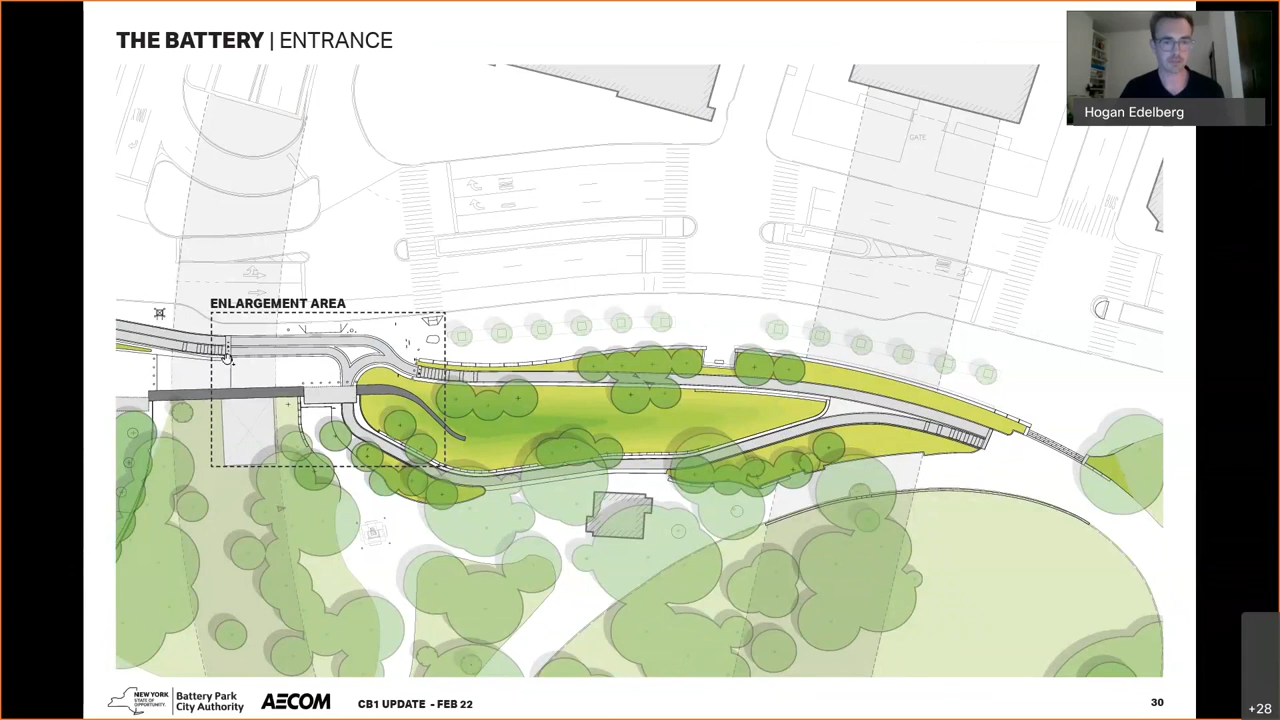 THE BATTERY | ENTRANCE
Hogan Edelberg
GATE
ENLARGEMENT AREA
NEW YORK
STATE OF
OPPORTUNITY.
Battery Park
City Authority
AECOM
CB1 UPDATE - FEB 22
30
+28